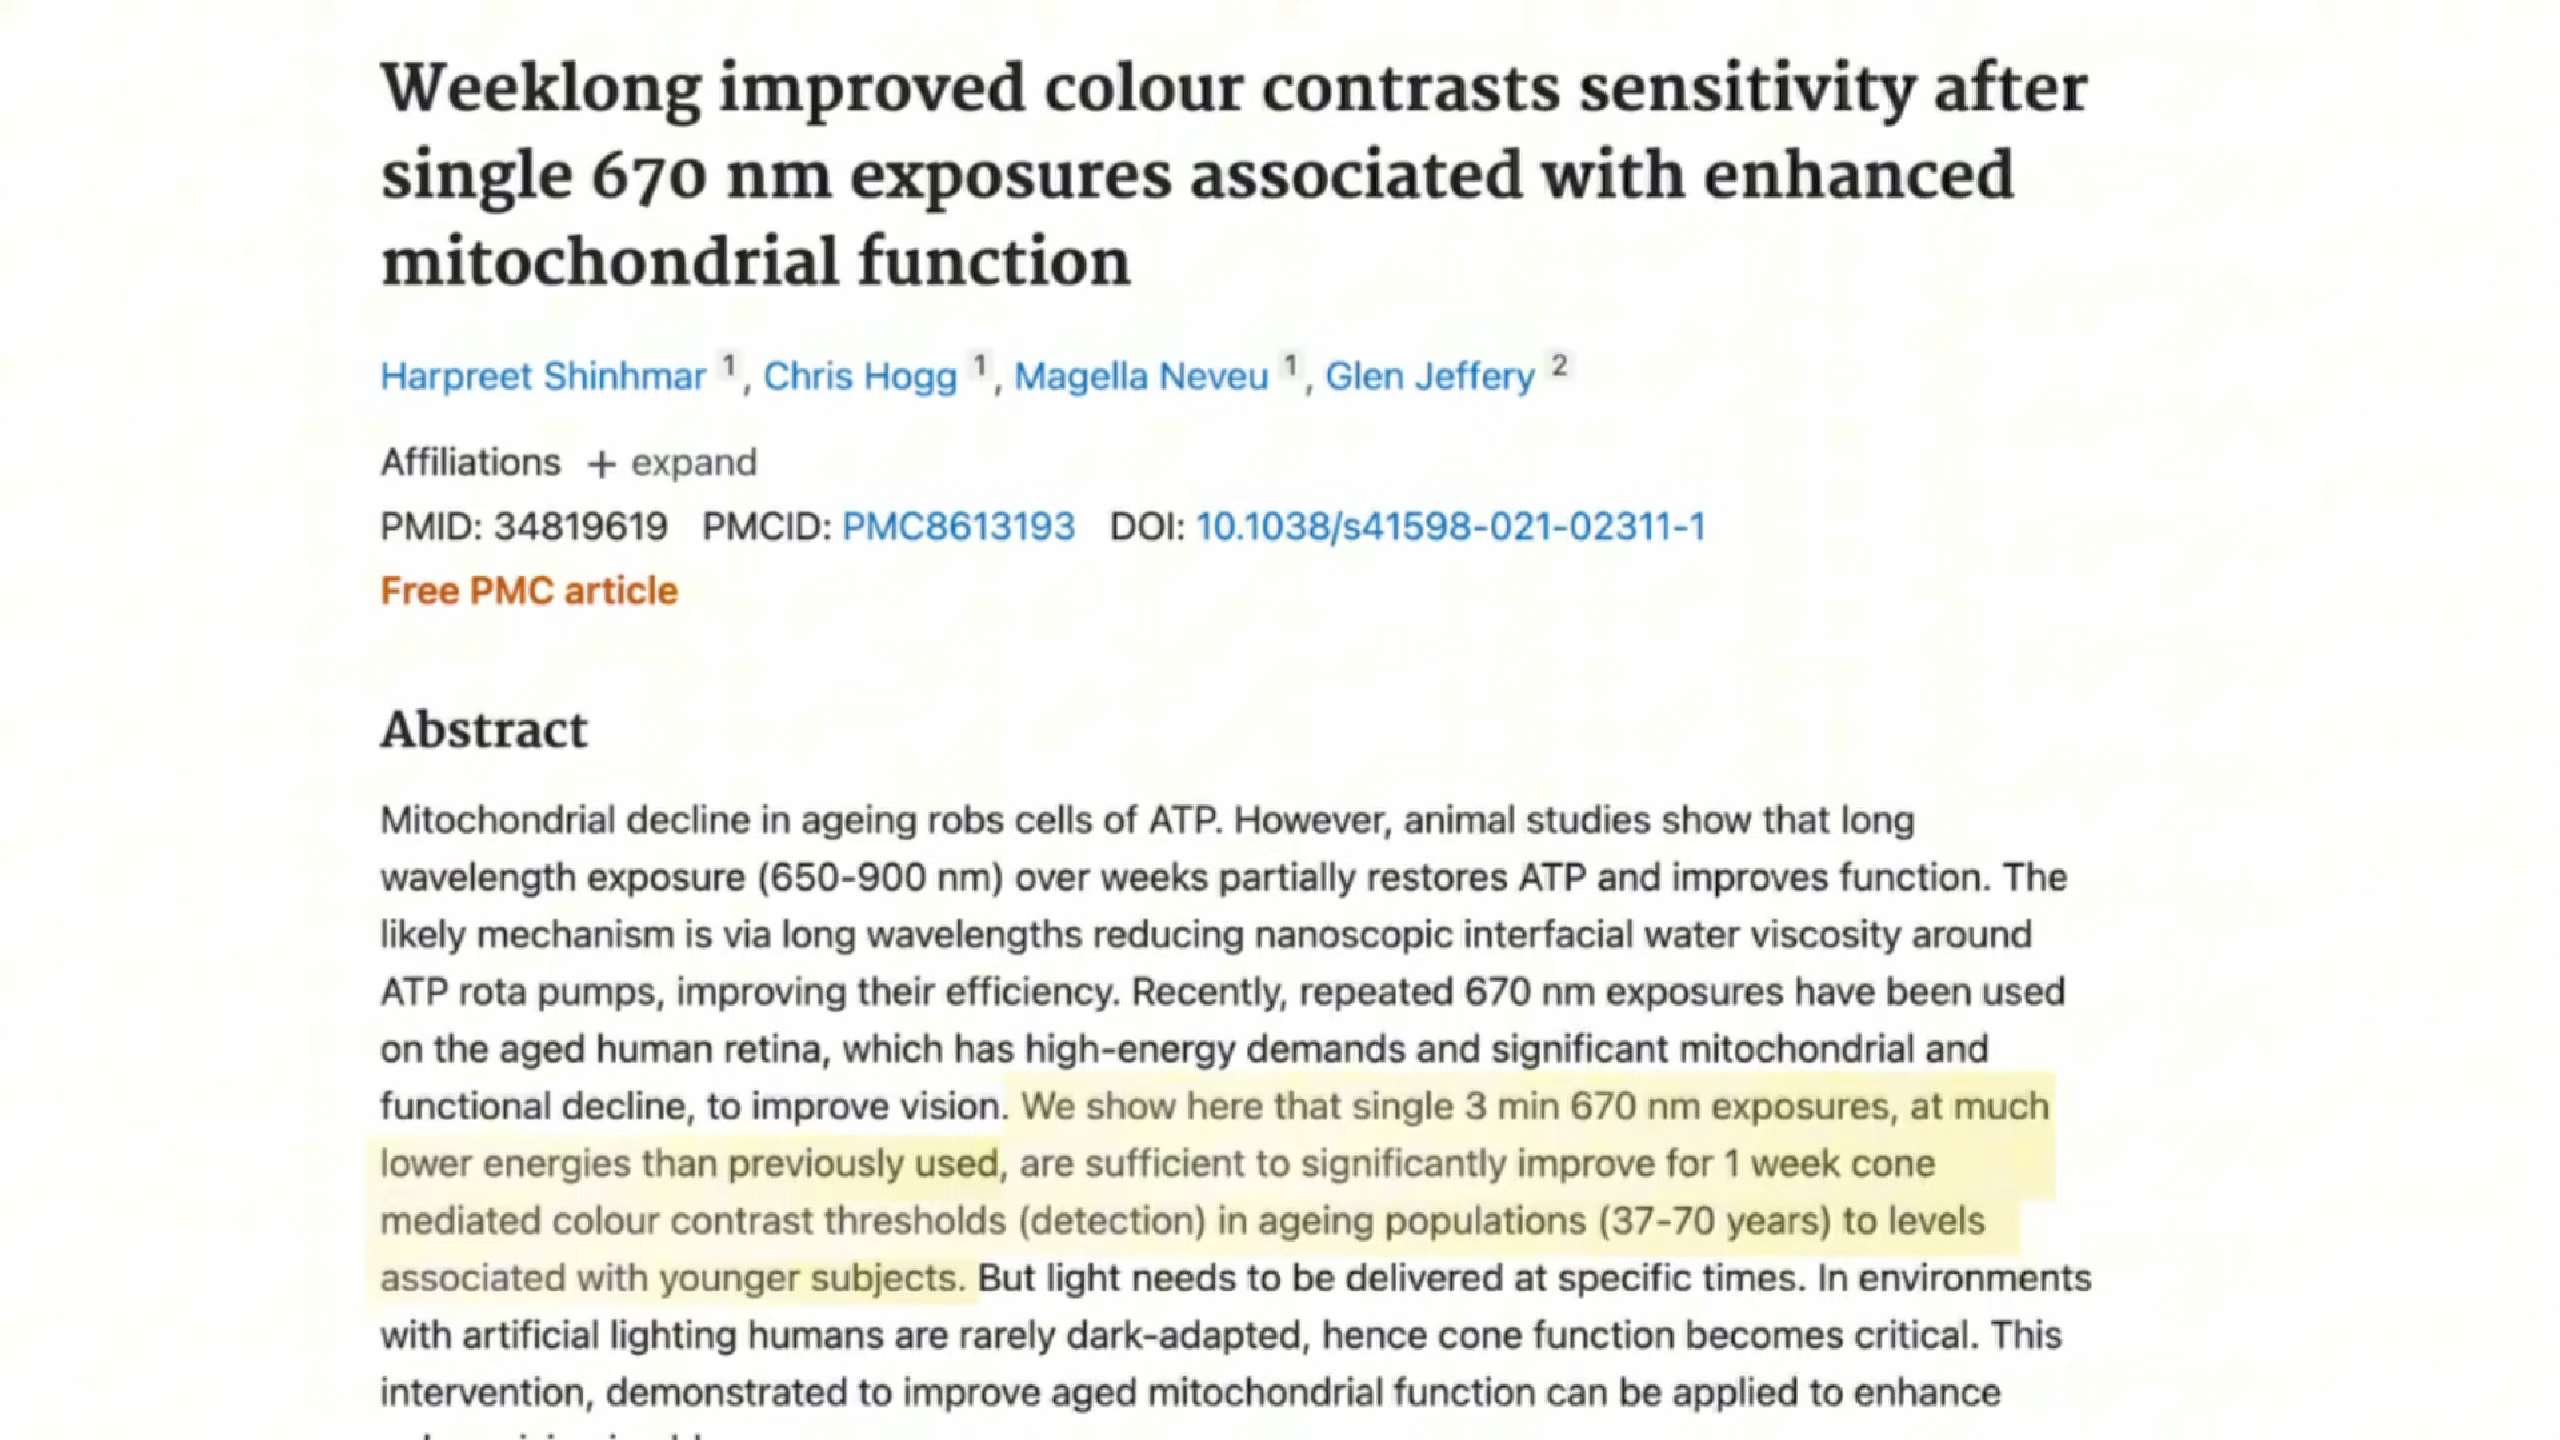 Weeklong improved colour contrasts sensitivity after
single 670 nm exposures associated with enhanced
mitochondrial function
Harpreet Shinhmar 1, Chris Hogg 1, Magella Neveu 1, Glen Jeffery 2
Affiliations + expand
PMID: 34819619 PMCID: PMC8613193 DOI: 10.1038/s41598-021-02311-1
Free PMC article
Abstract
Mitochondrial decline in ageing robs cells of ATP. However, animal studies show that long
wavelength exposure (650-900 nm) over weeks partially restores ATP and improves function. The
likely mechanism is via long wavelengths reducing nanoscopic interfacial water viscosity around
ATP rota pumps, improving their efficiency. Recently, repeated 670 nm exposures have been used
on the aged human retina, which has high-energy demands and significant mitochondrial and
functional decline, to improve vision. We show here that single 3 min 670 nm exposures, at much
lower energies than previously used, are sufficient to significantly improve for 1 week cone
mediated colour contrast thresholds (detection) in ageing populations (37-70 years) to levels
associated with younger subjects. But light needs to be delivered at specific times. In environments
with artificial lighting humans are rarely dark-adapted, hence cone function becomes critical. This
intervention, demonstrated to improve aged mitochondrial function can be applied to enhance